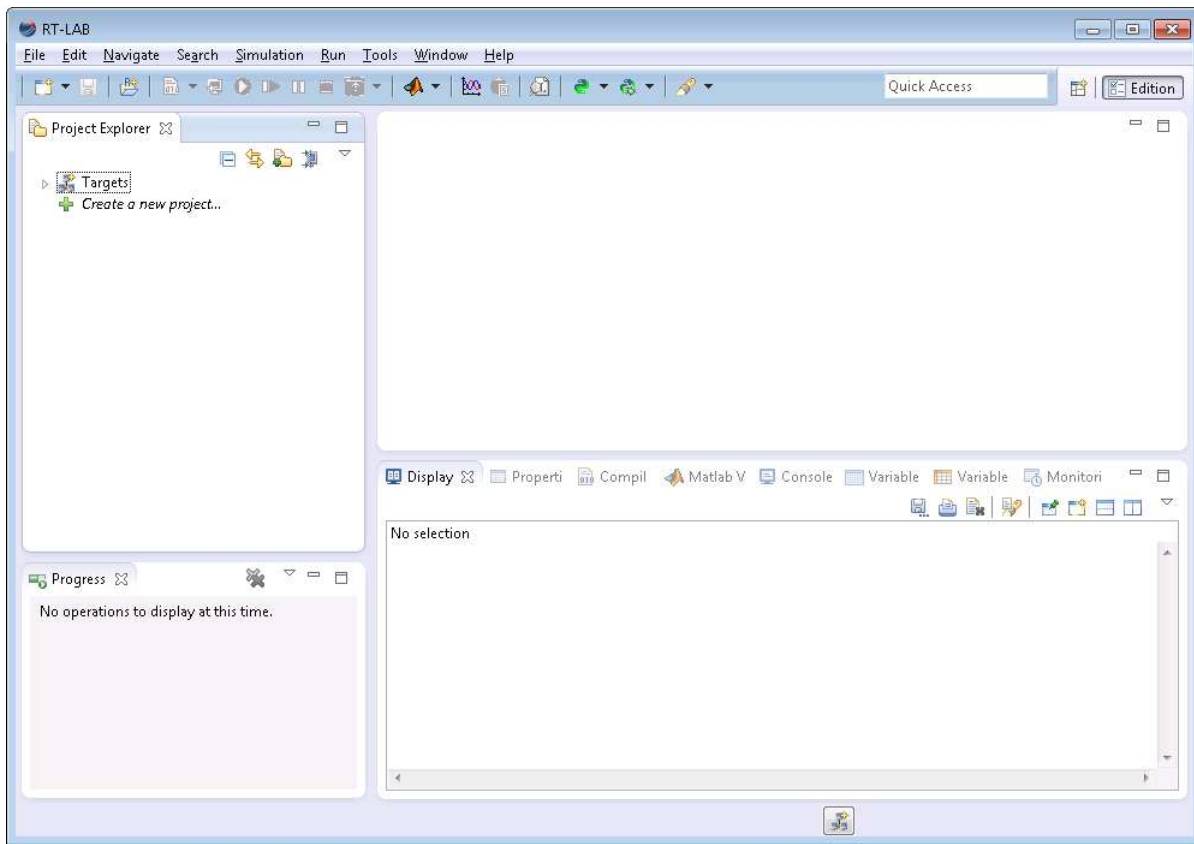 RT-LAB
File Edit Navigate Search Simulation Run Tools Window Help
Quick Access
Edition
Project Explorer
Targets
Create a new project...
Display Properti Compil Matlab V Console Variable Variable Monitori
No selection
Progress
No operations to display at this time.